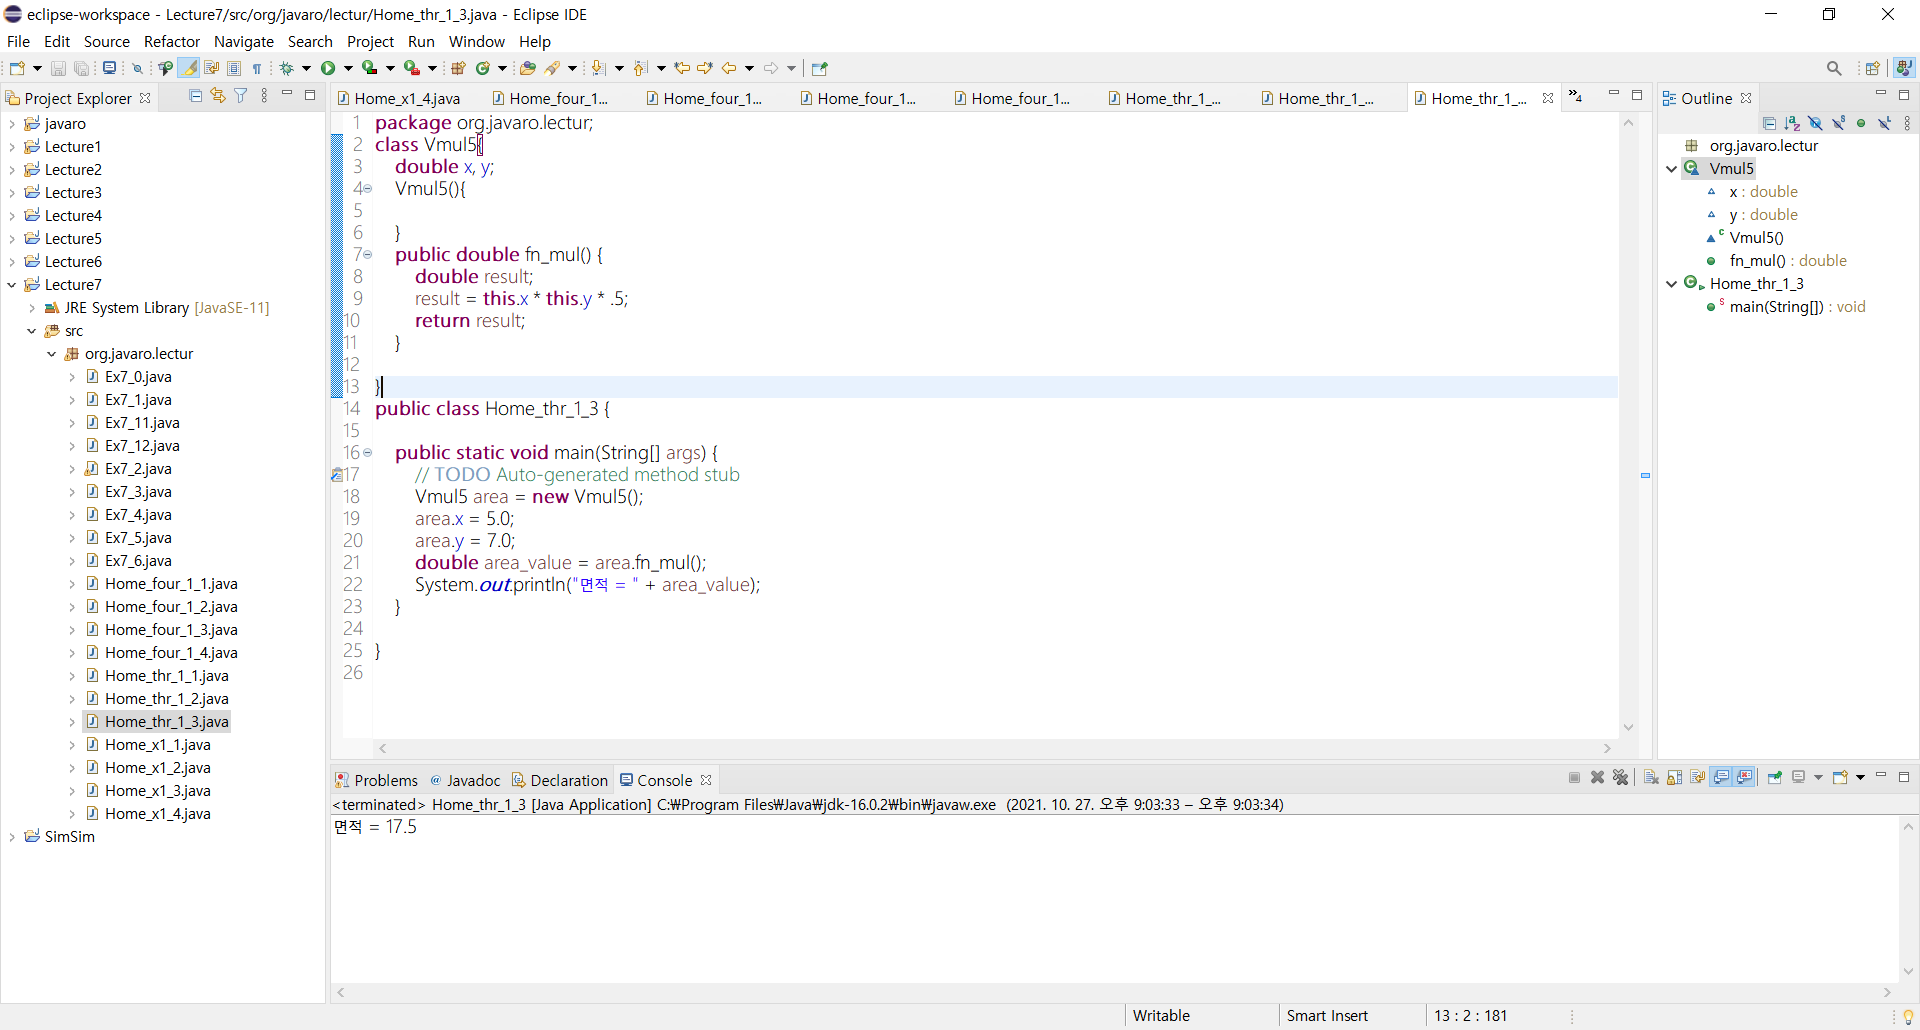 eclipse-workspace - Lecture7/src/org/javaro/lectur/Home_thr_1_3.java - Eclipse IDE
File Edit Source Refactor Navigate Search Project Run Window Help
Project Explorer
javaro
Lecture1
Lecture2
Lecture3
Lecture4
Lecture5
Lecture6
Lecture7
JRE System Library [JavaSE-11]
src
org.javaro.lectur
Ex7_0.java
Ex7_1.java
Ex7_11.java
Ex7_12.java
Ex7_2.java
Ex7_3.java
Ex7_4.java
Ex7_5.java
Ex7_6.java
Home_four_1_1.java
Home_four_1_2.java
Home_four_1_3.java
Home_four_1_4.java
Home_thr_1_1.java
Home_thr_1_2.java
Home_thr_1_3.java
Home_x1_1.java
Home_x1_2.java
Home_x1_3.java
Home_x1_4.java
SimSim
Home_x1_4.java Home_four_1... Home_four_1... Home_four_1... Home_four_1... Home_thr_1_... Home_thr_1_... Home_thr_1_... »4
1 package org.javaro.lectur;
2 class Vmul5{
3 double x, y;
4 Vmul5(){
5
6 }
7 public double fn_mul() {
8 double result;
9 result = this.x * this.y * .5;
10 return result;
11 }
12
13 }
14 public class Home_thr_1_3 {
15
16 public static void main(String[] args) {
17 // TODO Auto-generated method stub
18 Vmul5 area = new Vmul5();
19 area.x = 5.0;
20 area.y = 7.0;
21 double area_value = area.fn_mul();
22 System.out.println("면적 = " + area_value);
23 }
24
25 }
26
Outline
org.javaro.lectur
Vmul5
x : double
y : double
Vmul5()
fn_mul() : double
Home_thr_1_3
main(String[]) : void
Problems Javadoc Declaration Console
<terminated> Home_thr_1_3 [Java Application] C:₩Program Files₩Java₩jdk-16.0.2₩bin₩javaw.exe (2021. 10. 27. 오후 9:03:33 – 오후 9:03:34)
면적 = 17.5
Writable Smart Insert 13 : 2 : 181